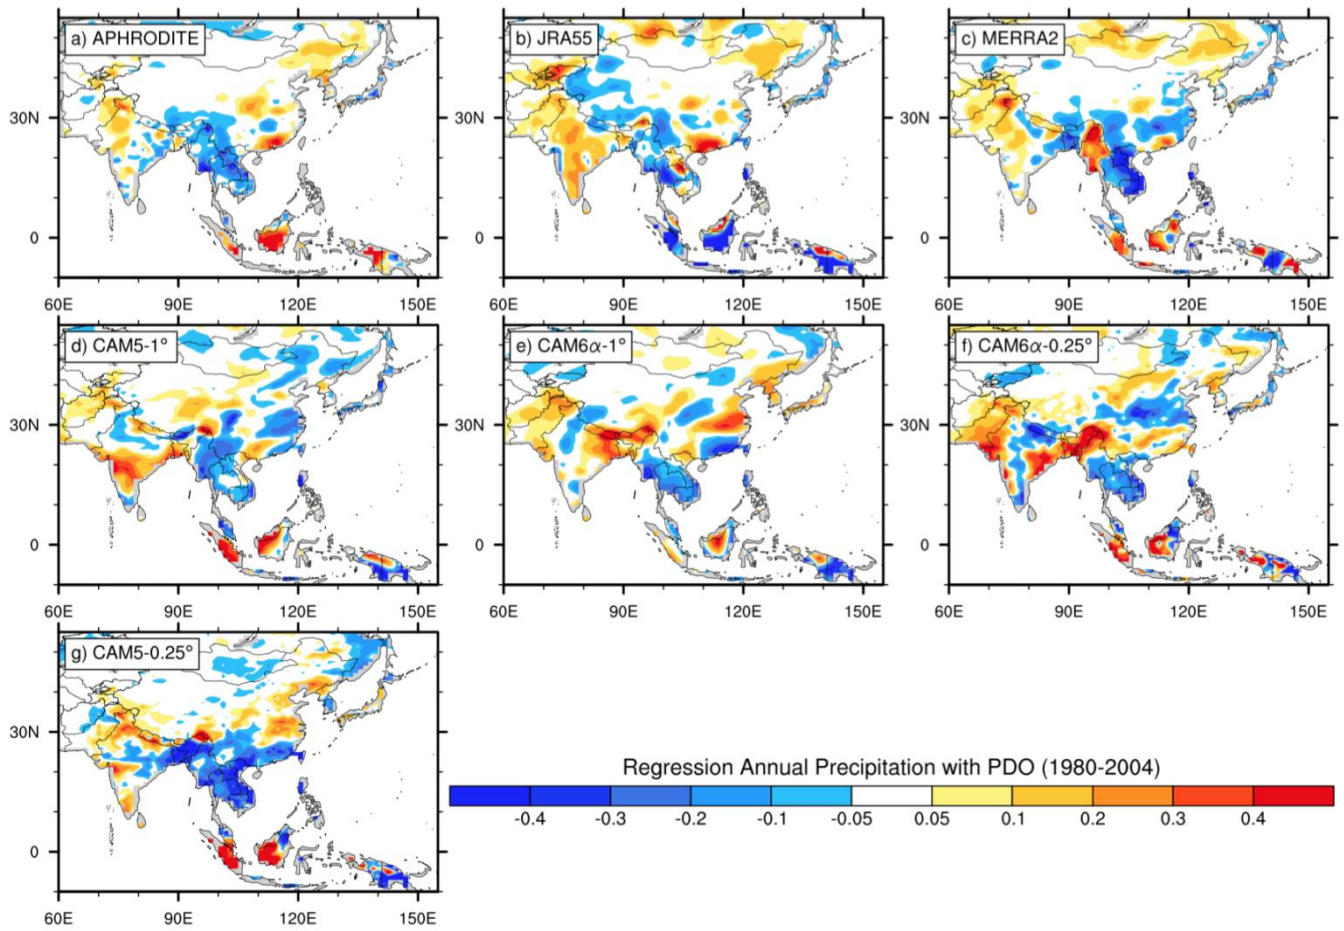 a) APHRODITE
b) JRA55
c) MERRA2
30N
30N
30N
0
0
0
60E 90E 120E 150E
60E 90E 120E 150E
60E 90E 120E 150E
d) CAM5-1°
e) CAM6α-1°
f) CAM6α-0.25°
30N
30N
30N
0
0
0
60E 90E 120E 150E
60E 90E 120E 150E
60E 90E 120E 150E
g) CAM5-0.25°
30N
0
60E 90E 120E 150E
Regression Annual Precipitation with PDO (1980-2004)
-0.4 -0.3 -0.2 -0.1 -0.05 0.05 0.1 0.2 0.3 0.4